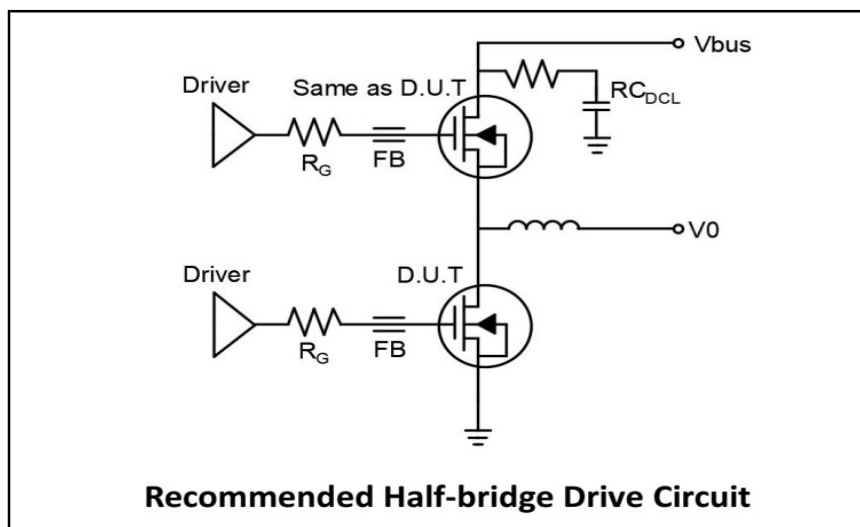 Vbus
Driver
Same as D.U.T
RC_DCL
R_G
FB
V0
Driver
D.U.T
R_G
FB
Recommended Half-bridge Drive Circuit